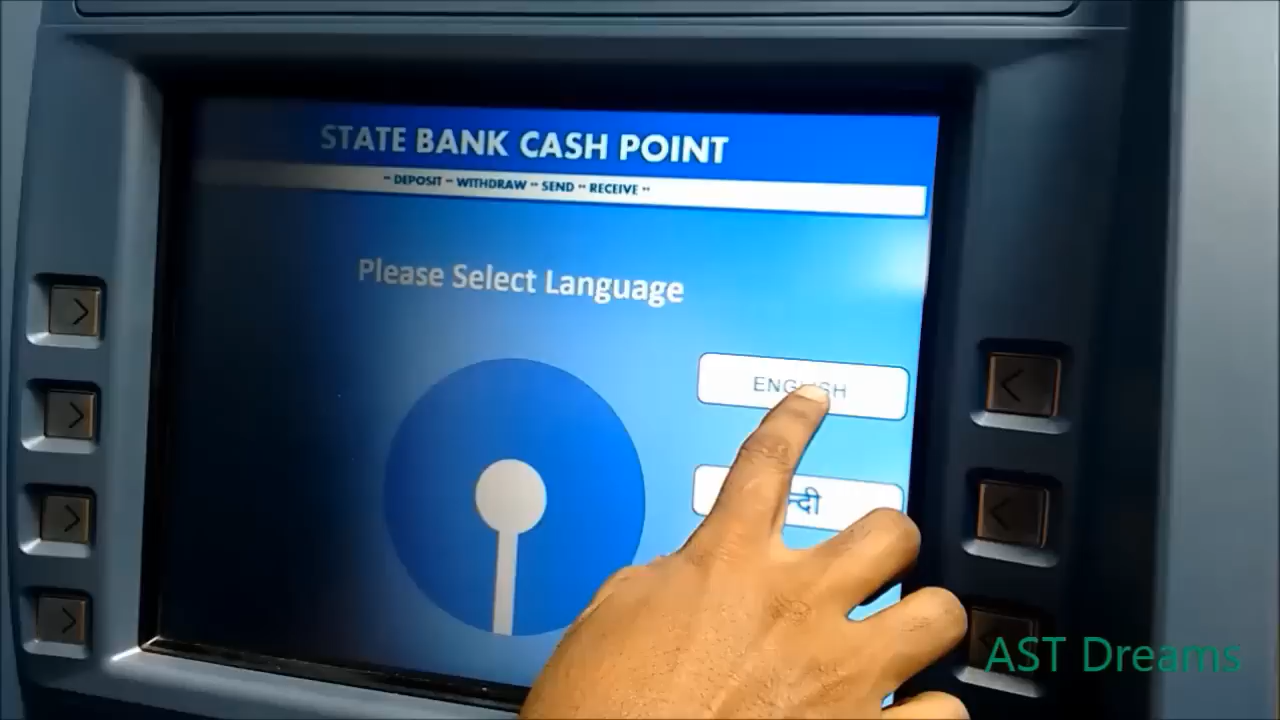 STATE BANK CASH POINT
·· DEPOSIT ·· WITHDRAW ·· SEND ·· RECEIVE ··
Please Select Language
ENGLISH
AST Dreams